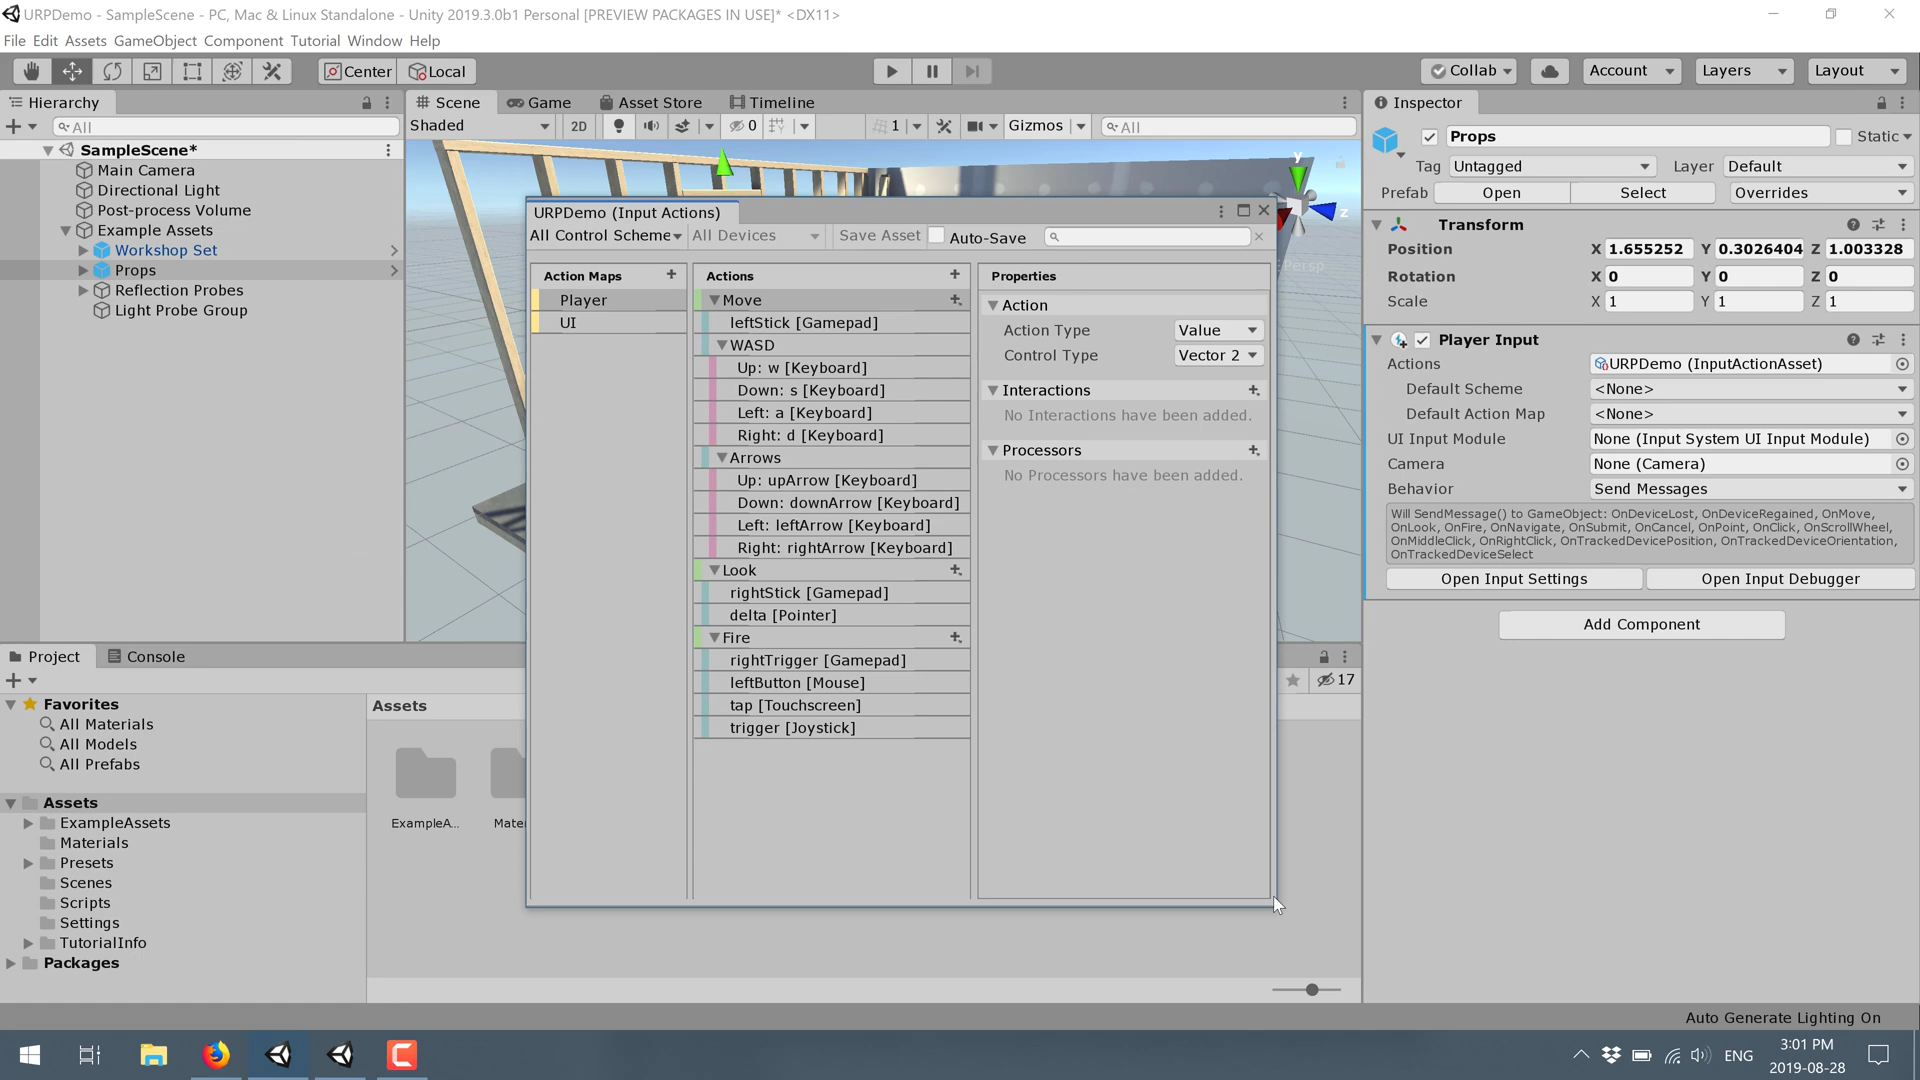 URPDemo - SampleScene - PC, Mac & Linux Standalone - Unity 2019.3.0b1 Personal [PREVIEW PACKAGES IN USE]* <DX11>
File Edit Assets GameObject Component Tutorial Window Help
Center Local Collab Account Layers Layout
Hierarchy
All
SampleScene*
Main Camera
Directional Light
Post-process Volume
Example Assets
Workshop Set
Props
Reflection Probes
Light Probe Group
Scene Game Asset Store Timeline
Shaded 2D 0 1 Gizmos All
y
z
Persp
URPDemo (Input Actions)
All Control Scheme All Devices Save Asset Auto-Save
Action Maps
Player
UI
Actions
Move
leftStick [Gamepad]
WASD
Up: w [Keyboard]
Down: s [Keyboard]
Left: a [Keyboard]
Right: d [Keyboard]
Arrows
Up: upArrow [Keyboard]
Down: downArrow [Keyboard]
Left: leftArrow [Keyboard]
Right: rightArrow [Keyboard]
Look
rightStick [Gamepad]
delta [Pointer]
Fire
rightTrigger [Gamepad]
leftButton [Mouse]
tap [Touchscreen]
trigger [Joystick]
Properties
Action
Action Type Value
Control Type Vector 2
Interactions
No Interactions have been added.
Processors
No Processors have been added.
Inspector
Props Static
Tag Untagged Layer Default
Prefab Open Select Overrides
Transform
Position X 1.655252 Y 0.3026404 Z 1.003328
Rotation X 0 Y 0 Z 0
Scale X 1 Y 1 Z 1
Player Input
Actions URPDemo (InputActionAsset)
Default Scheme <None>
Default Action Map <None>
UI Input Module None (Input System UI Input Module)
Camera None (Camera)
Behavior Send Messages
Will SendMessage() to GameObject: OnDeviceLost, OnDeviceRegained, OnMove,
OnLook, OnFire, OnNavigate, OnSubmit, OnCancel, OnPoint, OnClick, OnScrollWheel,
OnMiddleClick, OnRightClick, OnTrackedDevicePosition, OnTrackedDeviceOrientation,
OnTrackedDeviceSelect
Open Input Settings Open Input Debugger
Add Component
Project Console
17
Favorites
All Materials
All Models
All Prefabs
Assets
ExampleAssets
Materials
Presets
Scenes
Scripts
Settings
TutorialInfo
Packages
Assets
ExampleA... Mate
Auto Generate Lighting On
ENG
3:01 PM
2019-08-28